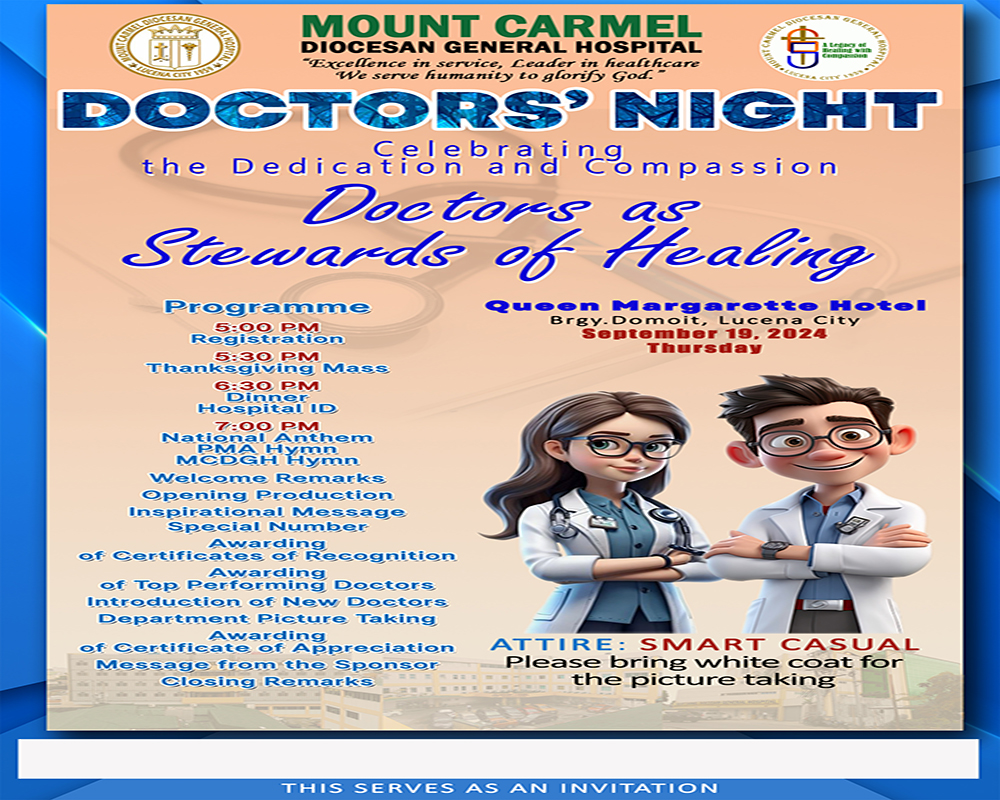 MOUNT CARMEL DIOCESAN GENERAL HOSPITAL
LUCENA CITY 1959
MOUNT CARMEL
DIOCESAN GENERAL HOSPITAL
“Excellence in service, Leader in healthcare
We serve humanity to glorify God.”
MOUNT CARMEL DIOCESAN GENERAL HOSPITAL
A Legacy of
Healing with
Compassion
LUCENA CITY 1959
DOCTORS’ NIGHT
Celebrating
the Dedication and Compassion
Doctors as
Stewards of Healing
Programme
5:00 PM
Registration
5:30 PM
Thanksgiving Mass
6:30 PM
Dinner
Hospital ID
7:00 PM
National Anthem
PMA Hymn
MCDGH Hymn
Welcome Remarks
Opening Production
Inspirational Message
Special Number
Awarding
of Certificates of Recognition
Awarding
of Top Performing Doctors
Introduction of New Doctors
Department Picture Taking
Awarding
of Certificate of Appreciation
Message from the Sponsor
Closing Remarks
Queen Margarette Hotel
Brgy.Domoit, Lucena City
September 19, 2024
Thursday
ATTIRE: SMART CASUAL
Please bring white coat for
the picture taking
THIS SERVES AS AN INVITATION